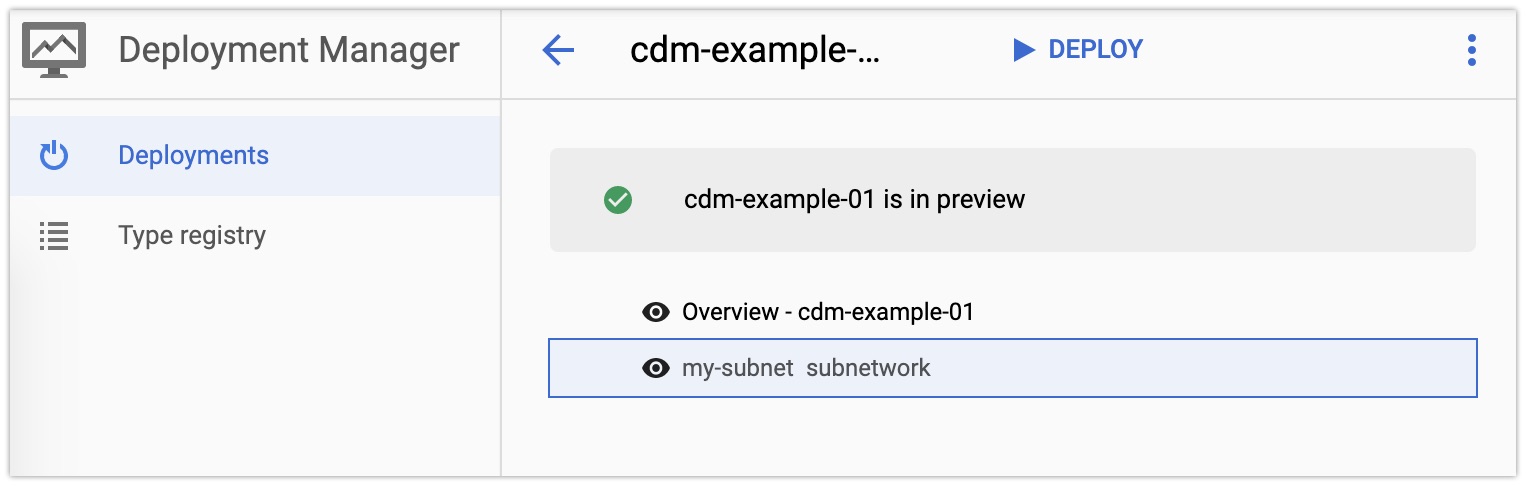 Deployment Manager
cdm-example-...
DEPLOY
Deployments
Type registry
cdm-example-01 is in preview
Overview - cdm-example-01
my-subnet subnetwork